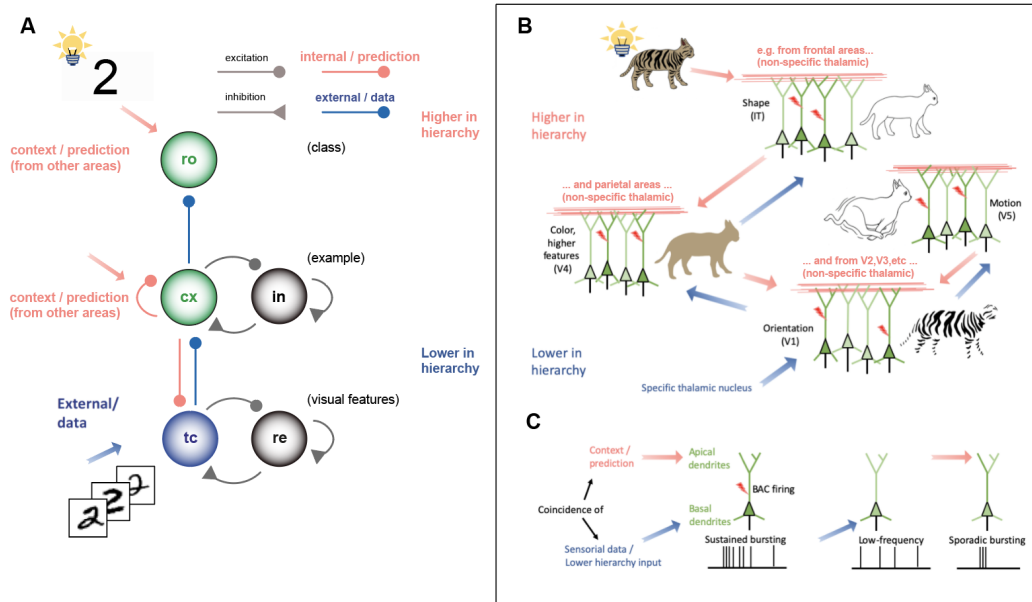 A
2
excitation
internal / prediction
inhibition
external / data
Higher in
hierarchy
context / prediction
(from other areas)
ro
(class)
(example)
context / prediction
(from other areas)
cx
in
Lower in
hierarchy
External/
data
(visual features)
tc
re
2
2
2
B
e.g. from frontal areas...
(non-specific thalamic)
Higher in
hierarchy
Shape
(IT)
... and parietal areas ...
(non-specific thalamic)
Motion
(V5)
Color,
higher
features
(V4)
... and from V2,V3,etc ...
(non-specific thalamic)
Orientation
(V1)
Lower in
hierarchy
Specific thalamic nucleus
C
Context /
prediction
Apical
dendrites
BAC firing
Coincidence of
Basal
dendrites
Sensorial data /
Lower hierarchy input
Sustained bursting
Low-frequency
Sporadic bursting